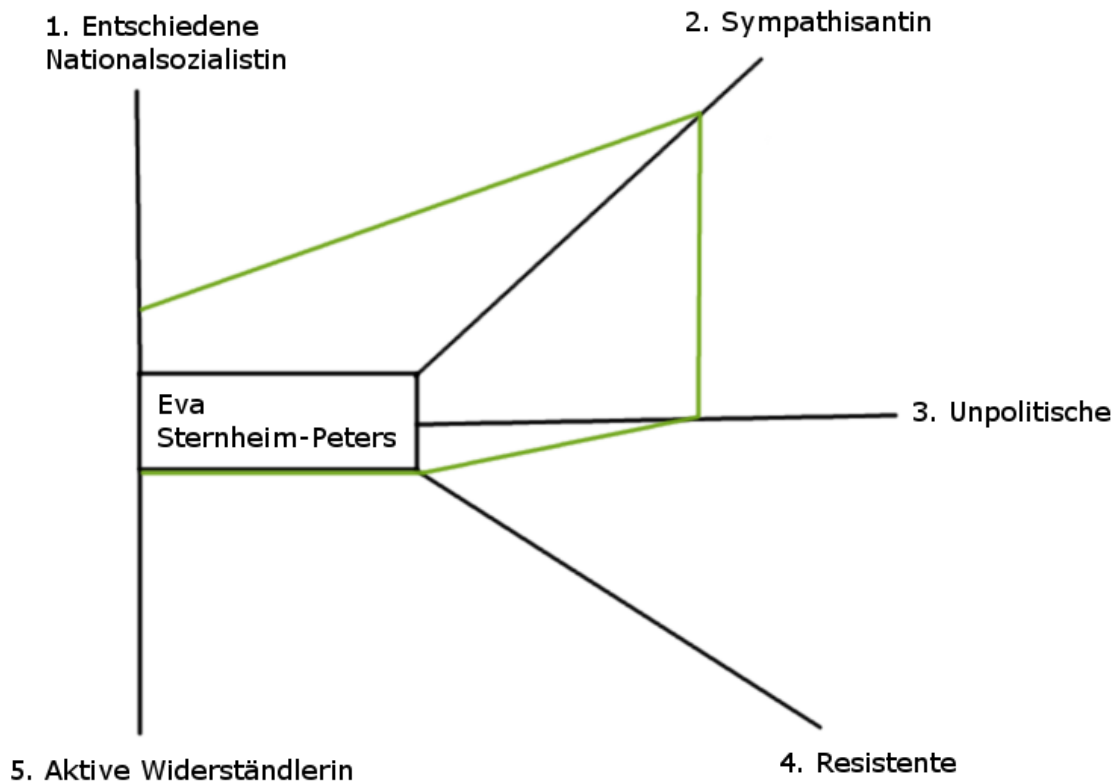 1. Entschiedene
Nationalsozialistin
2. Sympathisantin
Eva
Sternheim-Peters
3. Unpolitische
4. Resistente
5. Aktive Widerständlerin